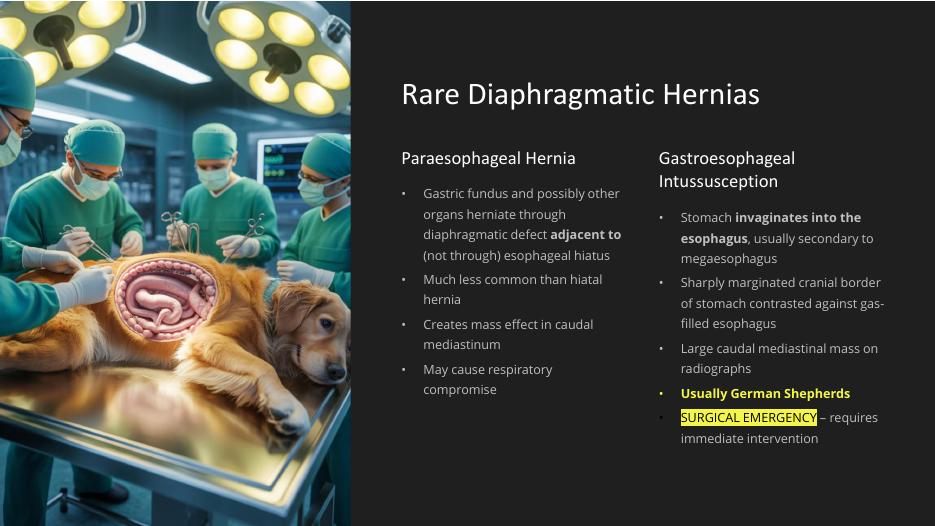 Rare Diaphragmatic Hernias
Paraesophageal Hernia
• Gastric fundus and possibly other
organs herniate through
diaphragmatic defect adjacent to
(not through) esophageal hiatus
• Much less common than hiatal
hernia
• Creates mass effect in caudal
mediastinum
• May cause respiratory
compromise
Gastroesophageal
Intussusception
• Stomach invaginates into the
esophagus, usually secondary to
megaesophagus
• Sharply marginated cranial border
of stomach contrasted against gas-
filled esophagus
• Large caudal mediastinal mass on
radiographs
• Usually German Shepherds
• SURGICAL EMERGENCY – requires
immediate intervention